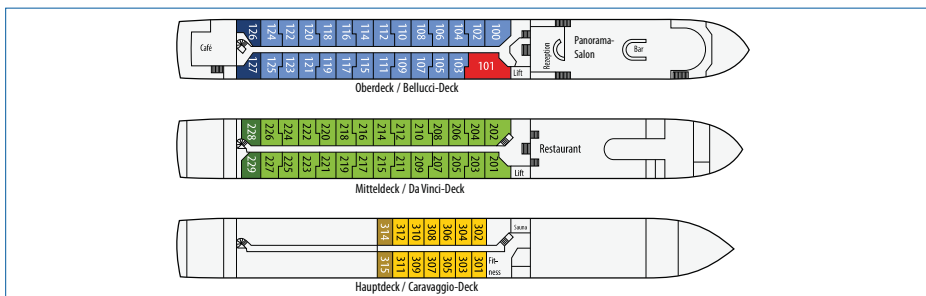 126 124 122 120 118 116 114 112 110 108 106 104 102 100
Café
Rezeption
Panorama-
Salon
Bar
127 125 123 121 119 117 115 111 109 107 105 103 101
Lift
Oberdeck / Bellucci-Deck
228 226 224 222 220 218 216 214 212 210 208 206 204 202
Restaurant
229 227 225 223 221 219 217 215 211 209 207 205 203 201
Lift
Mitteldeck / Da Vinci-Deck
314 312 310 308 306 304 302
Sauna
315 311 309 307 305 303 301
Fit-
ness
Hauptdeck / Caravaggio-Deck